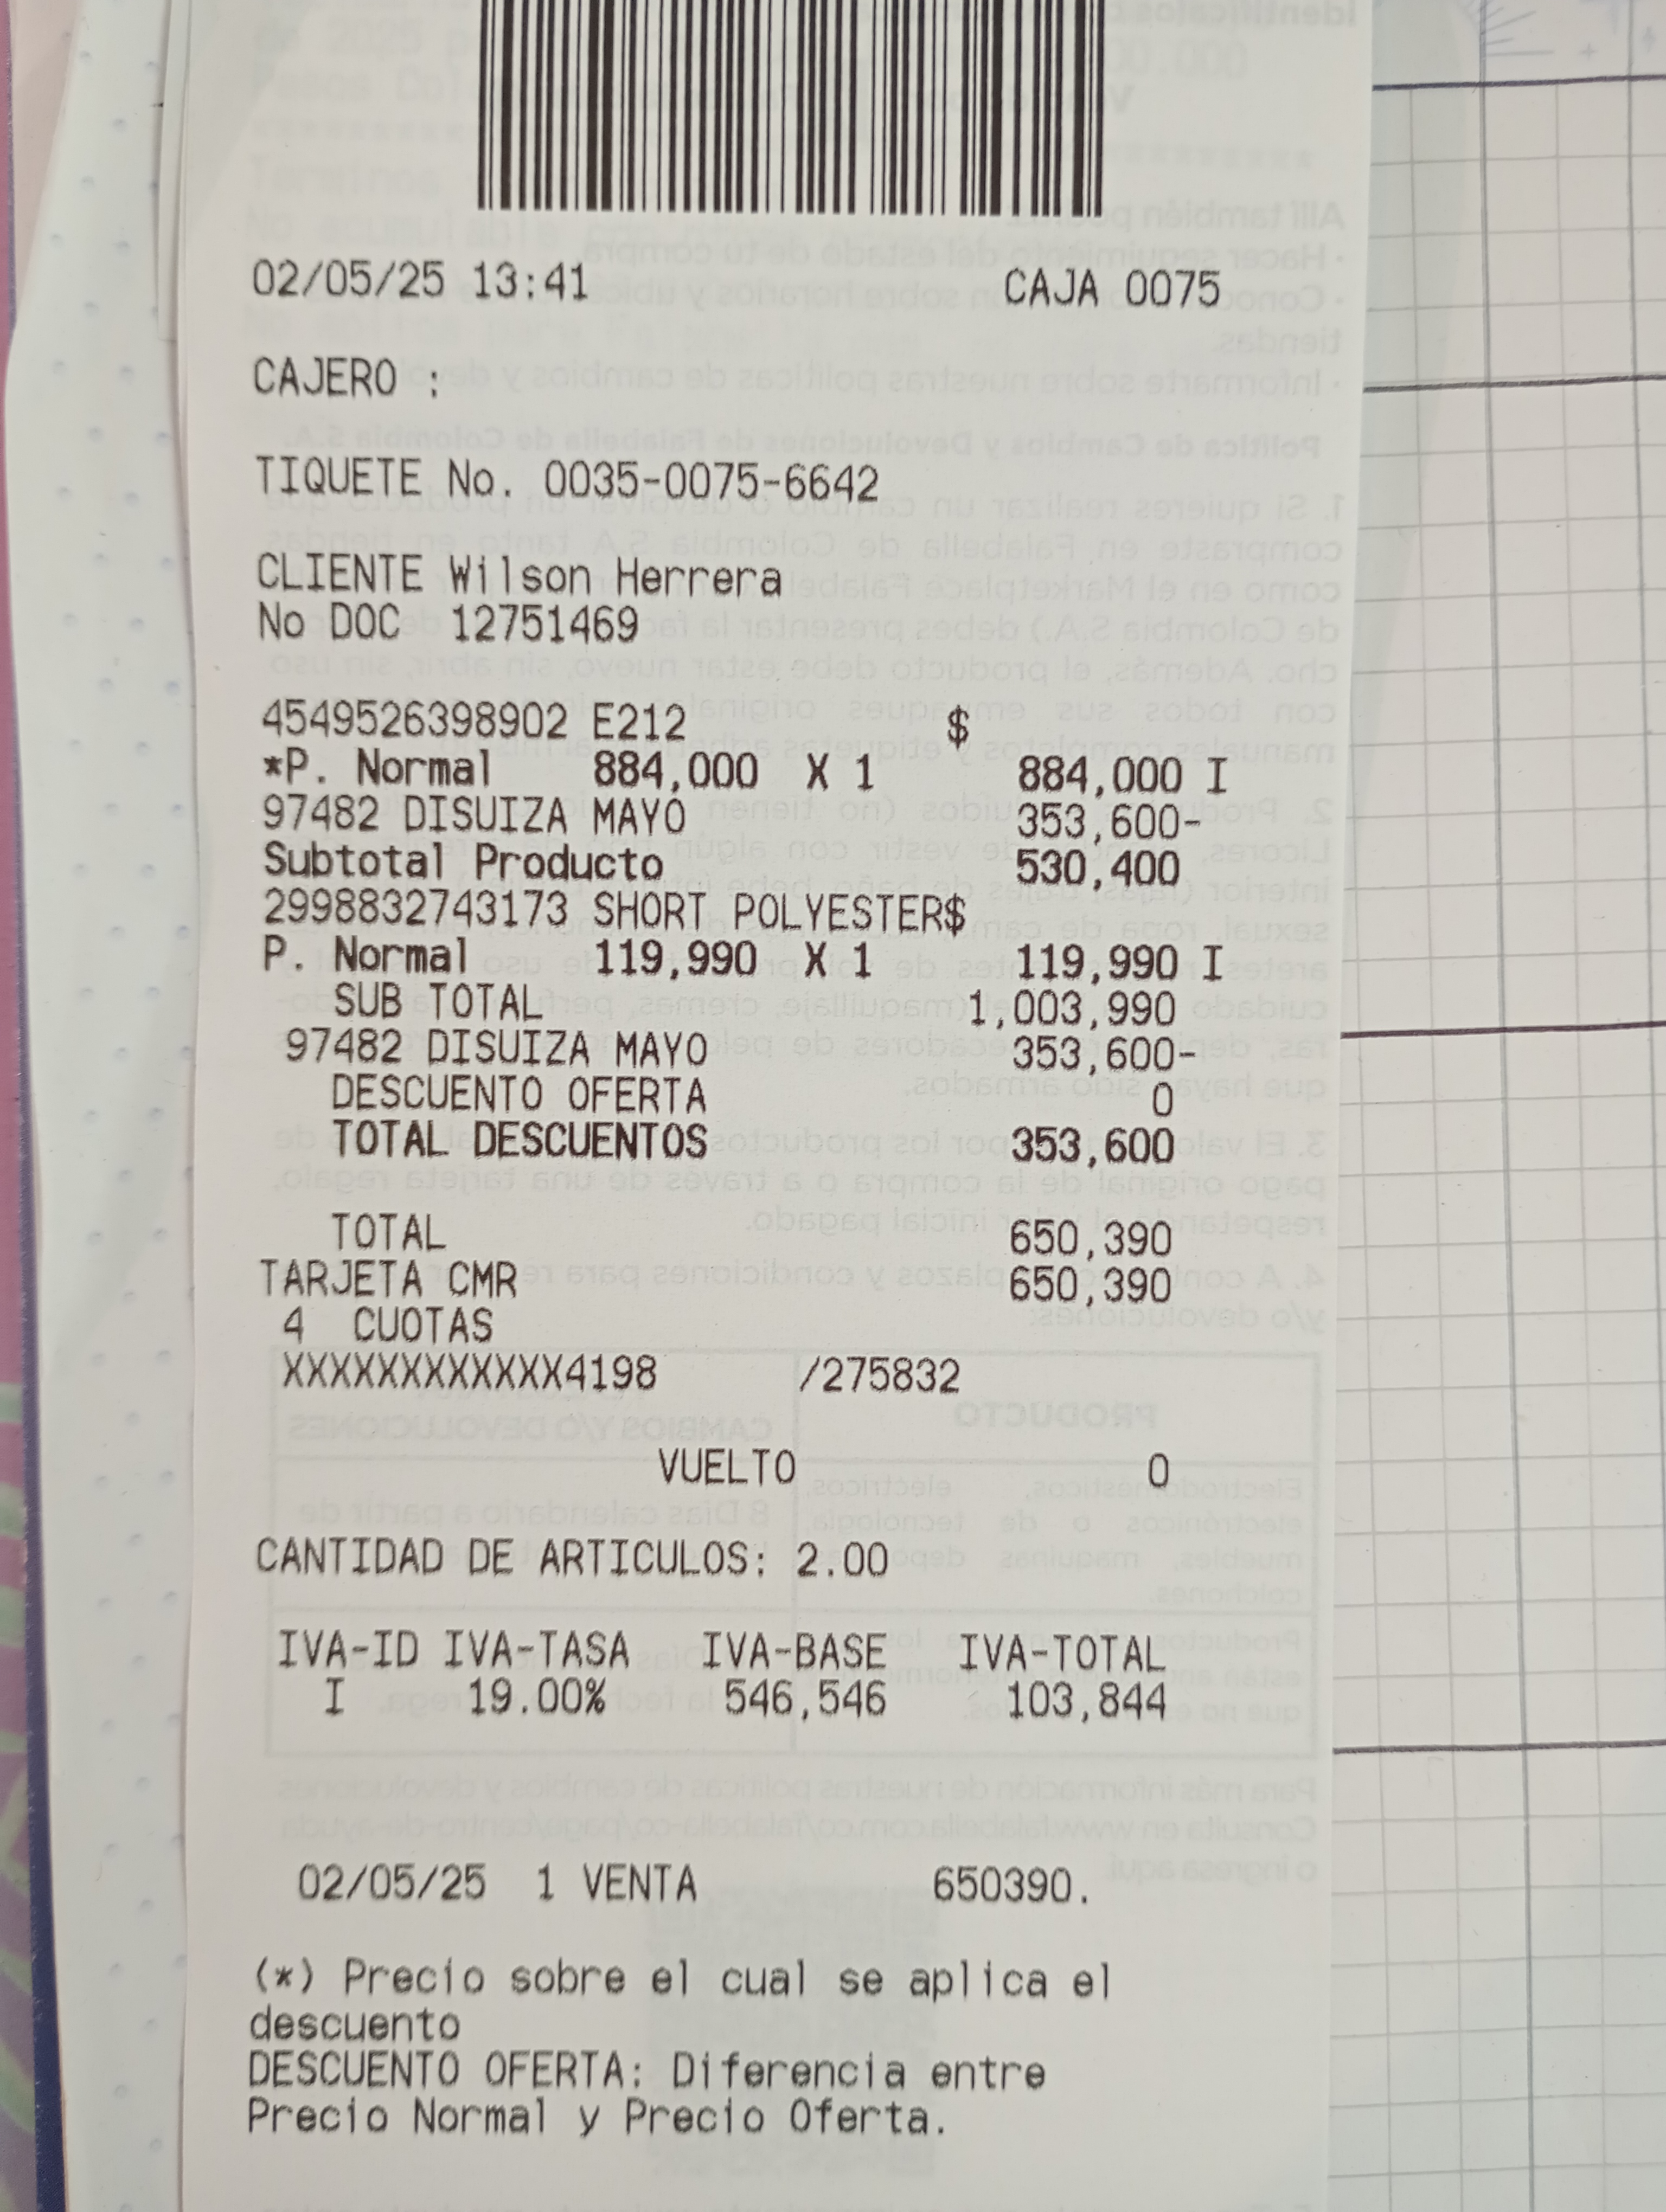 02/05/25 13:41 CAJA 0075
CAJERO :
TIQUETE No. 0035-0075-6642
CLIENTE Wilson Herrera
No DOC 12751469
4549526398902 E212 $
*P. Normal 884,000 X 1 884,000 I
97482 DISUIZA MAYO 353,600-
Subtotal Producto 530,400
2998832743173 SHORT POLYESTER$
P. Normal 119,990 X 1 119,990 I
SUB TOTAL 1,003,990
97482 DISUIZA MAYO 353,600-
DESCUENTO OFERTA 0
TOTAL DESCUENTOS 353,600
TOTAL 650,390
TARJETA CMR 650,390
4 CUOTAS
XXXXXXXXXXXX4198 /275832
VUELTO 0
CANTIDAD DE ARTICULOS: 2.00
IVA-ID IVA-TASA IVA-BASE IVA-TOTAL
I 19.00% 546,546 103,844
02/05/25 1 VENTA 650390.
(*) Precio sobre el cual se aplica el
descuento
DESCUENTO OFERTA: Diferencia entre
Precio Normal y Precio Oferta.